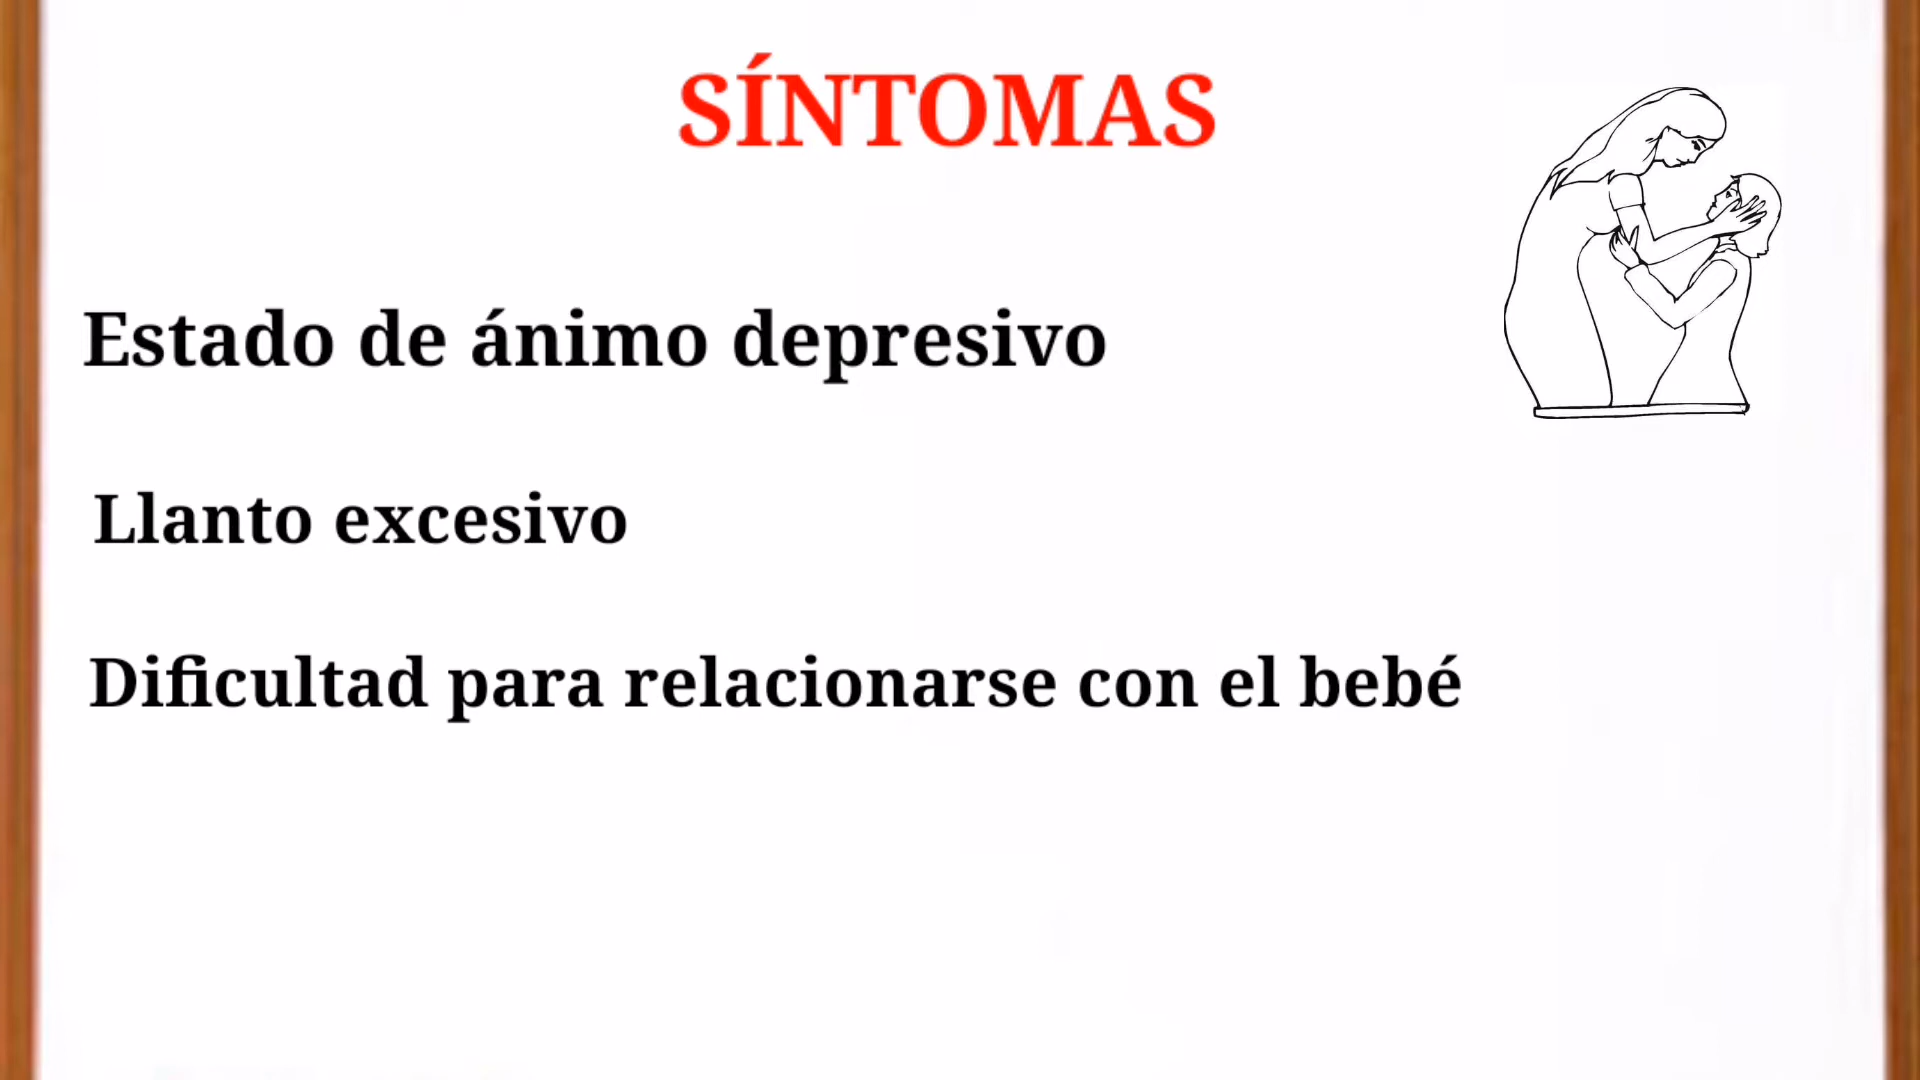 SÍNTOMAS
Estado de ánimo depresivo
Llanto excesivo
Dificultad para relacionarse con el bebé